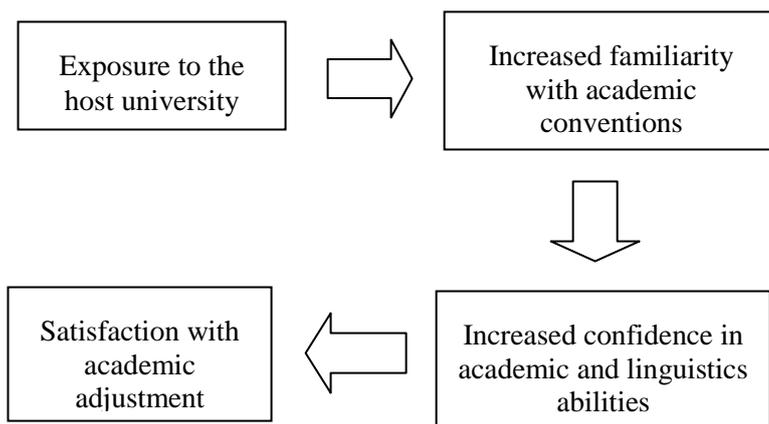 Exposure to the
host university
Increased familiarity
with academic
conventions
Increased confidence in
academic and linguistics
abilities
Satisfaction with
academic
adjustment